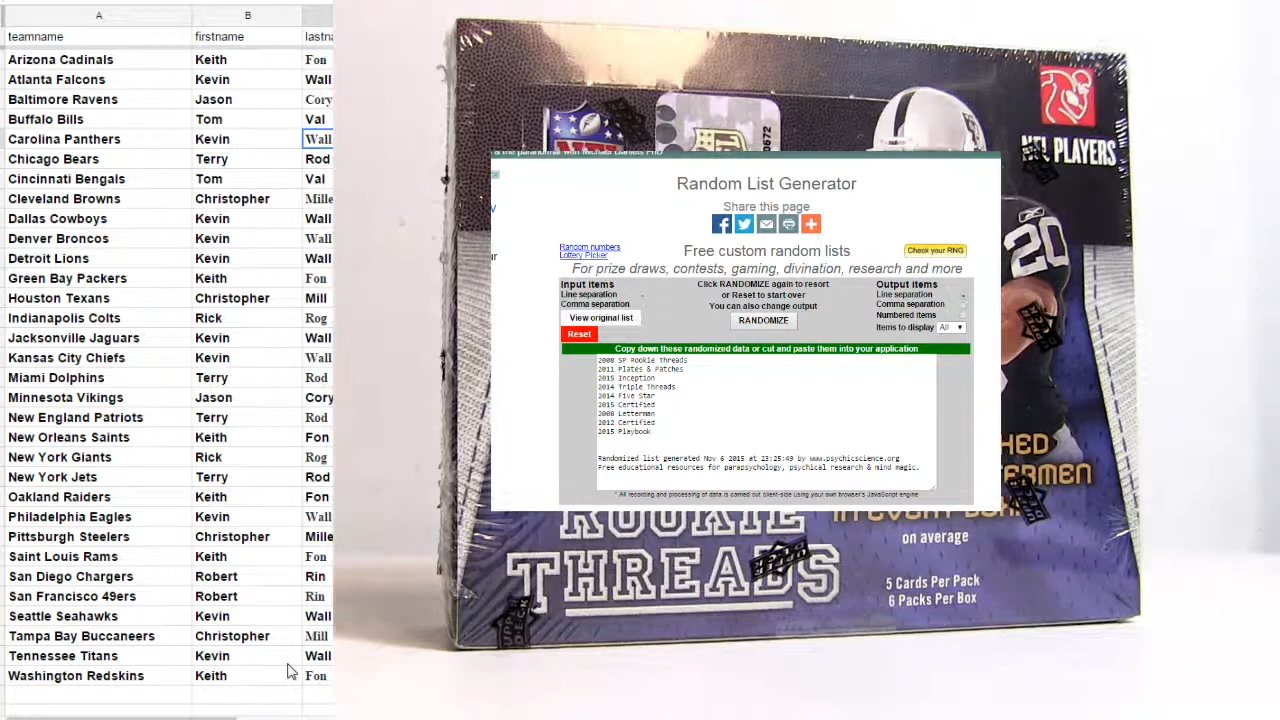 A B
teamname firstname lastna
Arizona Cadinals Keith Fon
Atlanta Falcons Kevin Wall
Baltimore Ravens Jason Cory
Buffalo Bills Tom Val
Carolina Panthers Kevin Wall
Chicago Bears Terry Rod
Cincinnati Bengals Tom Val
Cleveland Browns Christopher Mille
Dallas Cowboys Kevin Wall
Denver Broncos Kevin Wall
Detroit Lions Kevin Wall
Green Bay Packers Keith Fon
Houston Texans Christopher Mill
Indianapolis Colts Rick Rog
Jacksonville Jaguars Kevin Wall
Kansas City Chiefs Kevin Wall
Miami Dolphins Terry Rod
Minnesota Vikings Jason Cory
New England Patriots Terry Rod
New Orleans Saints Keith Fon
New York Giants Rick Rog
New York Jets Terry Rod
Oakland Raiders Keith Fon
Philadelphia Eagles Kevin Wall
Pittsburgh Steelers Christopher Mille
Saint Louis Rams Keith Fon
San Diego Chargers Robert Rin
San Francisco 49ers Robert Rin
Seattle Seahawks Kevin Wall
Tampa Bay Buccaneers Christopher Mill
Tennessee Titans Kevin Wall
Washington Redskins Keith Fon
NFL
NFL
0672
NFL PLAYERS
20
& the paranormal with Michael Daniels PhD
Random List Generator
Share this page
Random numbers
Lottery Picker
Free custom random lists
Check your RNG
For prize draws, contests, gaming, divination, research and more
Input items
Line separation
Comma separation
View original list
Reset
Click RANDOMIZE again to resort
or Reset to start over
You can also change output
RANDOMIZE
Output items
Line separation
Comma separation
Numbered items
Items to display All
Copy down these randomized data or cut and paste them into your application
2008 SP Rookie Threads
2011 Plates & Patches
2015 Inception
2014 Triple Threads
2014 Five Star
2015 Certified
2008 Letterman
2012 Certified
2015 Playbook
Randomized list generated Nov 6 2015 at 23:25:49 by www.psychicscience.org
Free educational resources for parapsychology, psychical research & mind magic.
* All recording and processing of data is carried out client-side using your own browser's JavaScript engine
ROOKIE
THREADS
on average
5 Cards Per Pack
6 Packs Per Box
UPPER DECK